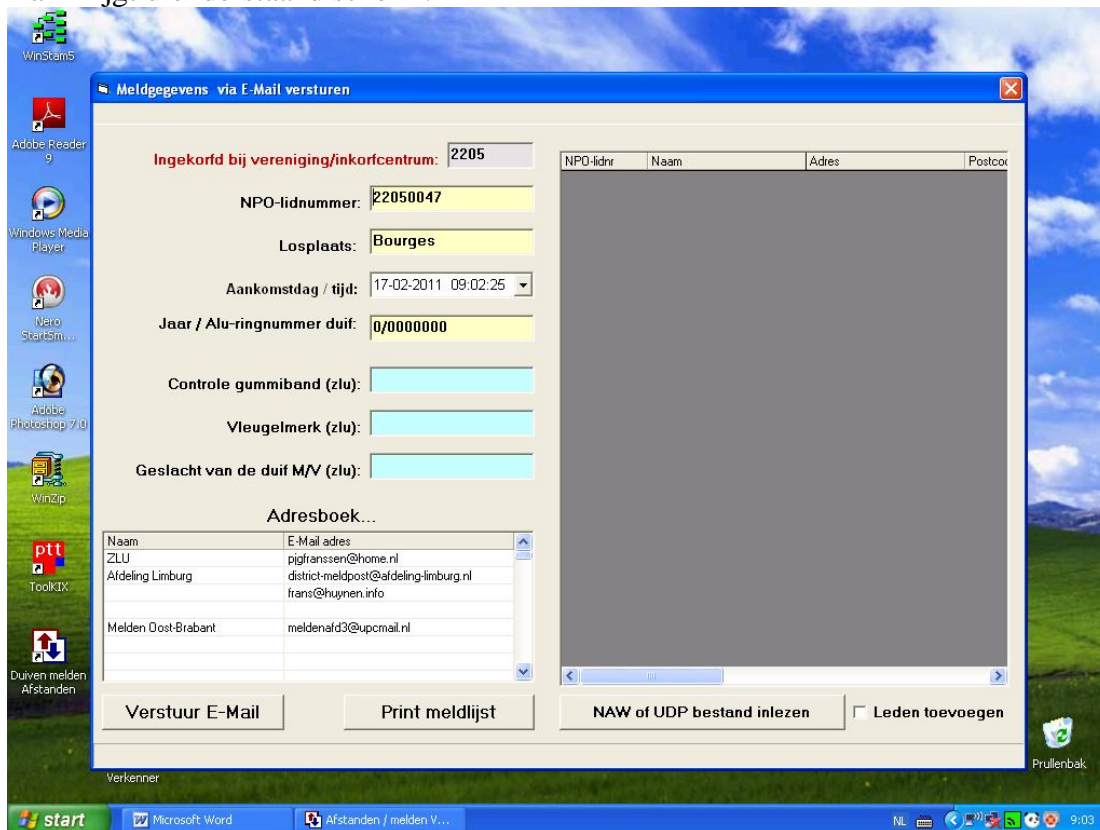 WinStam5
Adobe Reader
9
Windows Media
Player
Nero
StartSm...
Adobe
Photoshop 7.0
WinZip
ptt
ToolKIX
Duiven melden
Afstanden
Meldgegevens via E-Mail versturen
Ingekorfd bij vereniging/inkorfcentrum: 2205
NPO-lidnummer: 22050047
Losplaats: Bourges
Aankomstdag / tijd: 17-02-2011 09:02:25
Jaar / Alu-ringnummer duif: 0/0000000
Controle gummiband (zlu):
Vleugelmerk (zlu):
Geslacht van de duif M/V (zlu):
Adresboek...
Naam E-Mail adres
ZLU pjgfranssen@home.nl
Afdeling Limburg district-meldpost@afdeling-limburg.nl
frans@huynen.info
Melden Oost-Brabant meldenafd3@upcmail.nl
Verstuur E-Mail Print meldlijst
NPO-lidnr Naam Adres Postcoo
NAW of UDP bestand inlezen Leden toevoegen
Prullenbak
Verkenner
start Microsoft Word Afstanden / melden V... NL 9:03